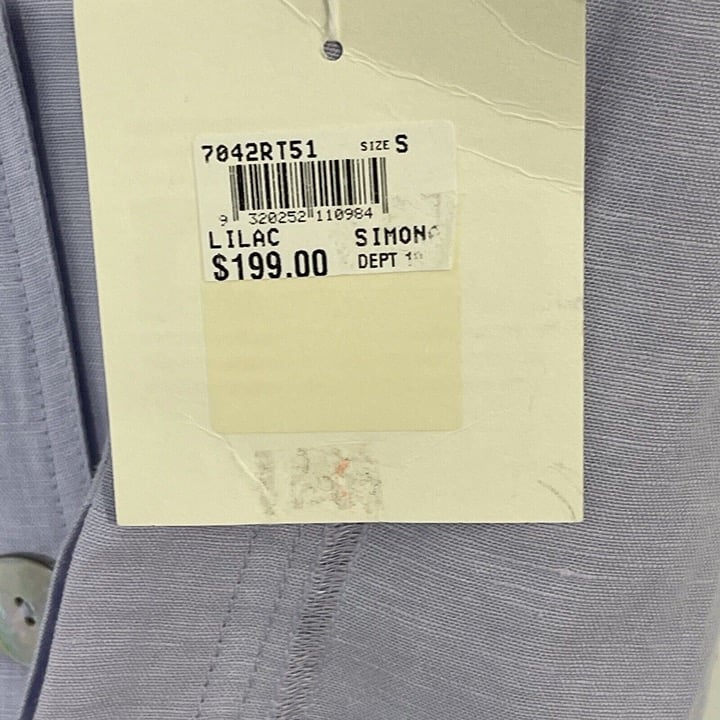 7042RT51 SIZE S
9 320252 110984
LILAC SIMON
$199.00 DEPT